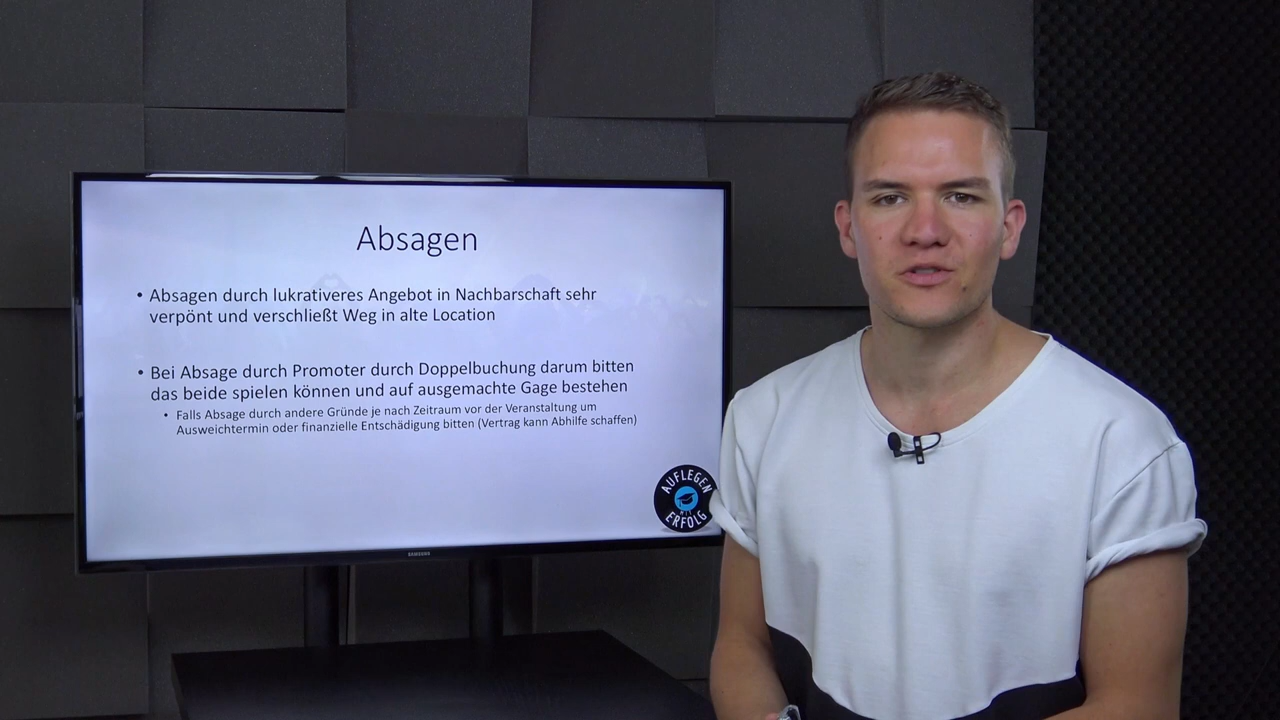 Absagen
• Absagen durch lukrativeres Angebot in Nachbarschaft sehr
verpönt und verschließt Weg in alte Location
• Bei Absage durch Promoter durch Doppelbuchung darum bitten
das beide spielen können und auf ausgemachte Gage bestehen
• Falls Absage durch andere Gründe je nach Zeitraum vor der Veranstaltung um
Ausweichtermin oder finanzielle Entschädigung bitten (Vertrag kann Abhilfe schaffen)
AUFLEGEN
MIT
ERFOLG
SAMSUNG